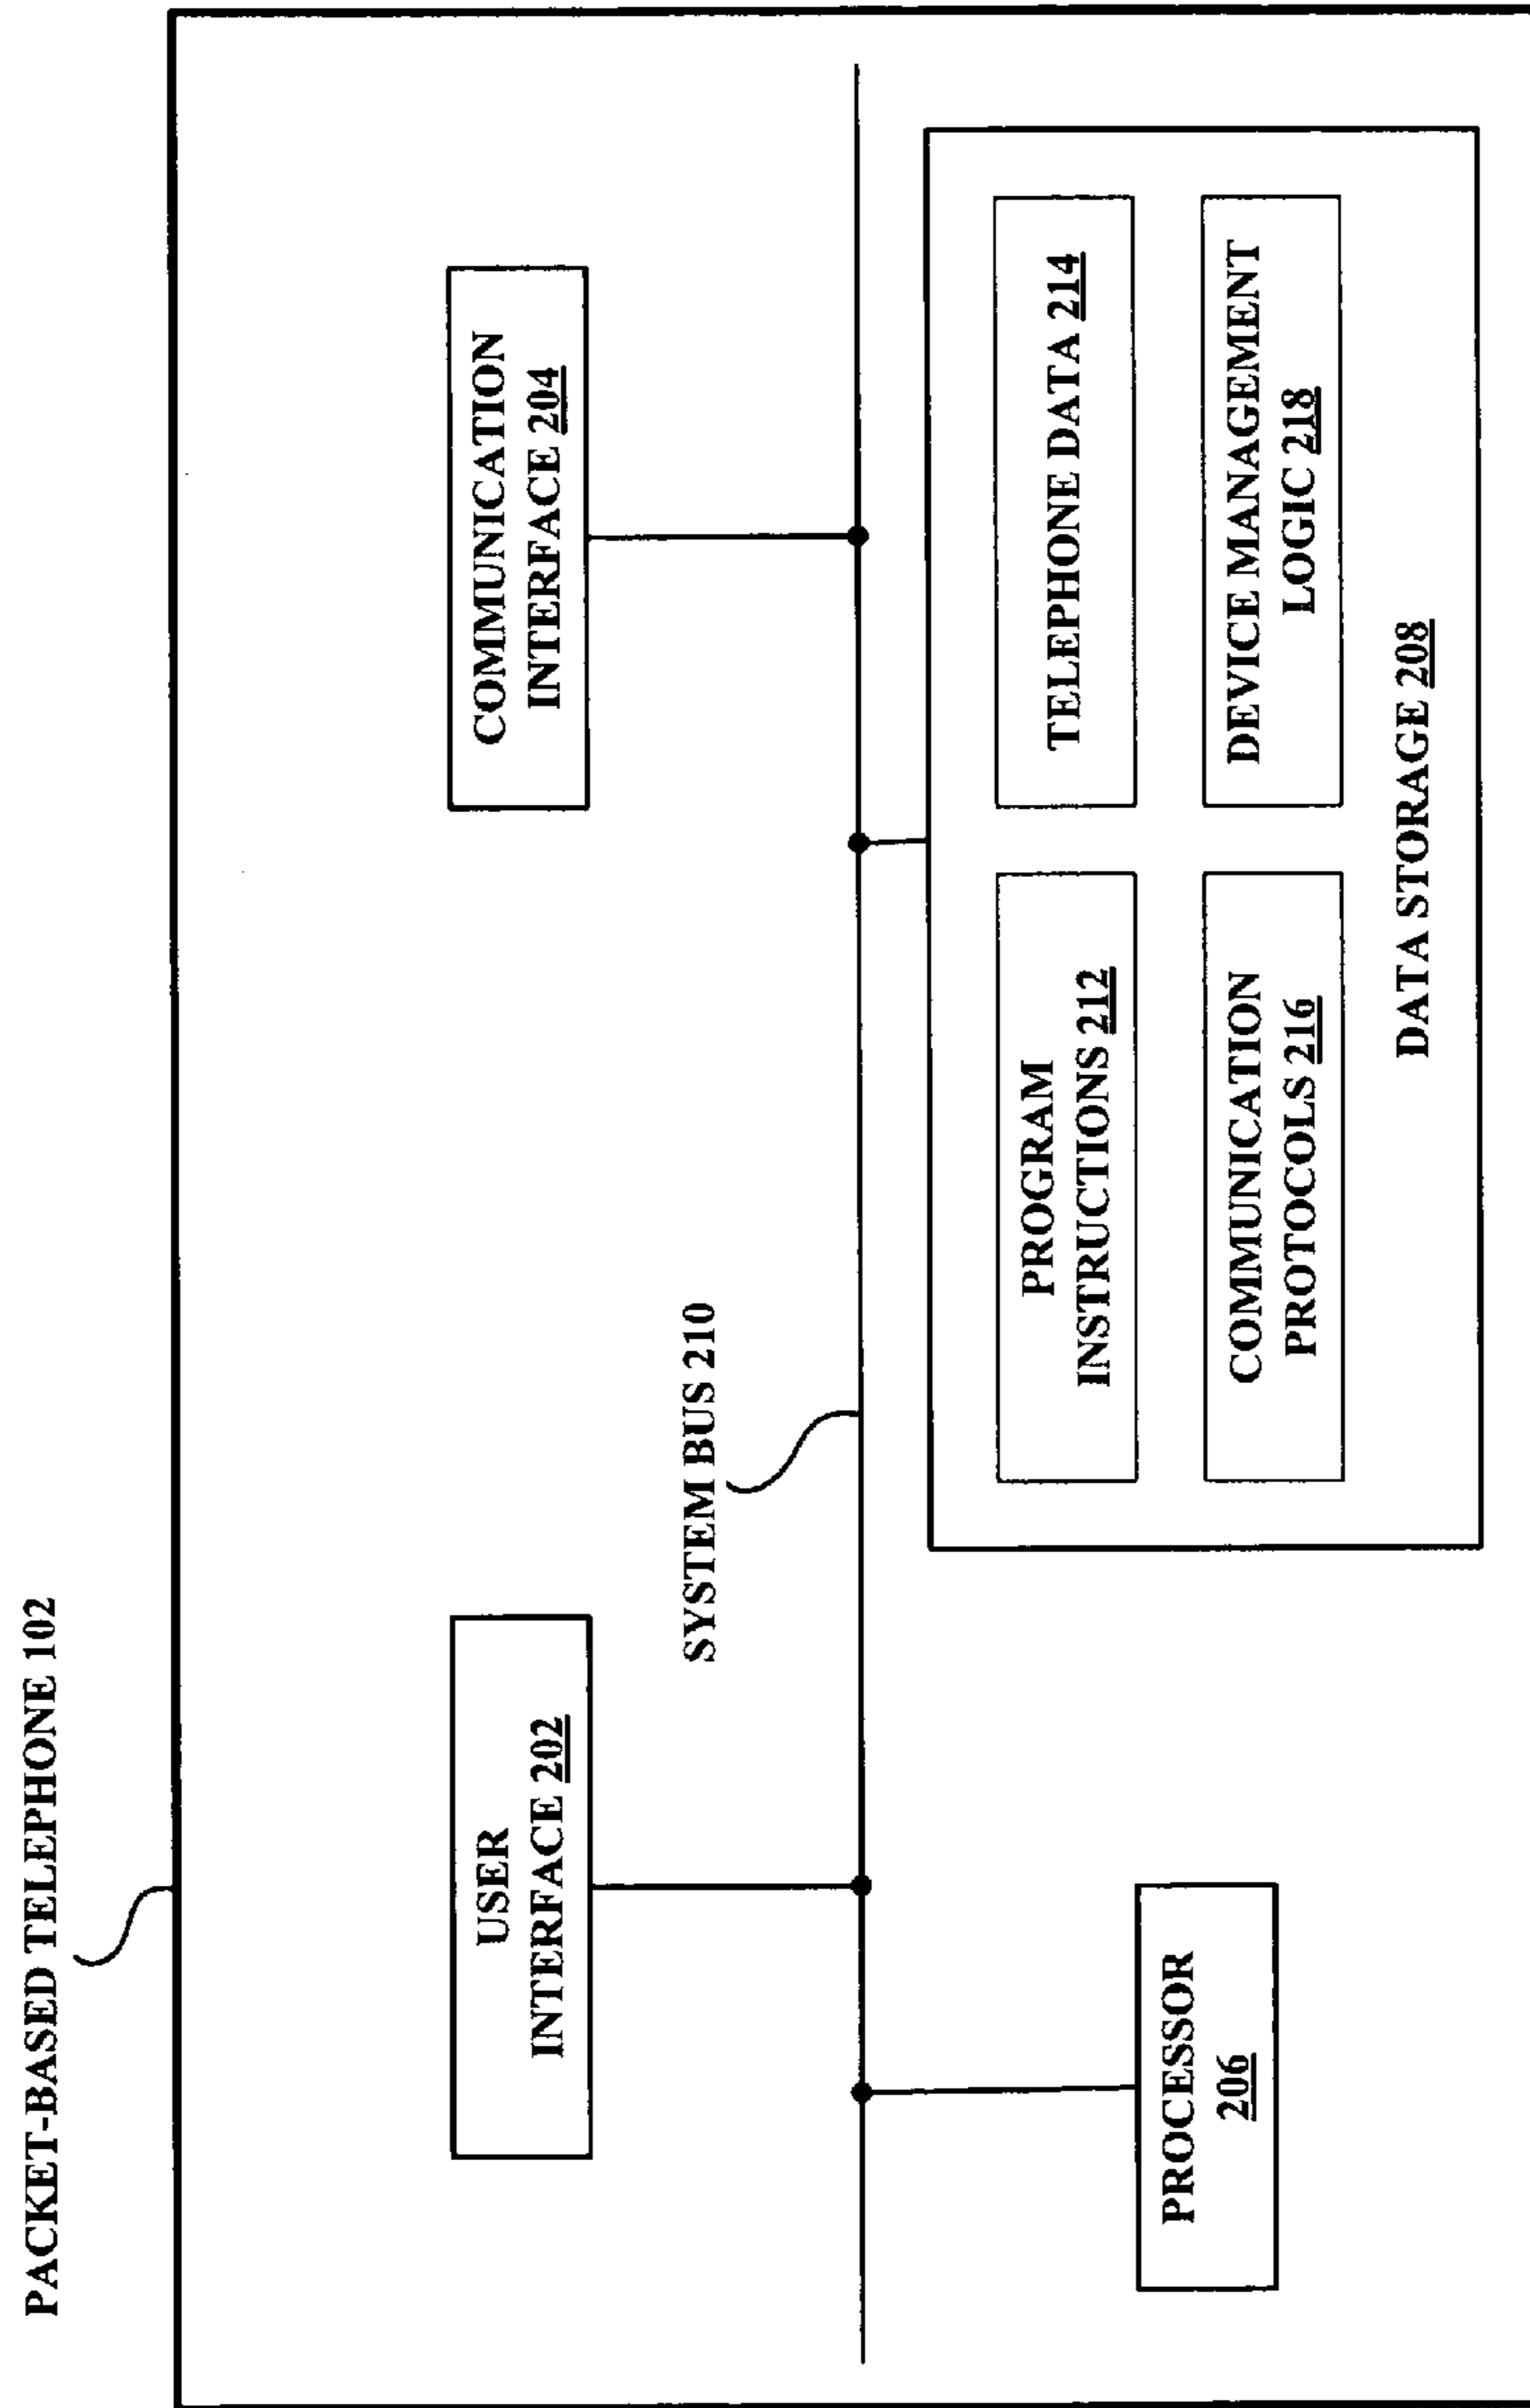 PACKET-BASED TELEPHONE 102
USER
INTERFACE 202
COMMUNICATION
INTERFACE 204
SYSTEM BUS 210
PROCESSOR
206
PROGRAM
INSTRUCTIONS 212
TELEPHONE DATA 214
COMMUNICATION
PROTOCOLS 216
DEVICE MANAGEMENT
LOGIC 218
DATA STORAGE 208